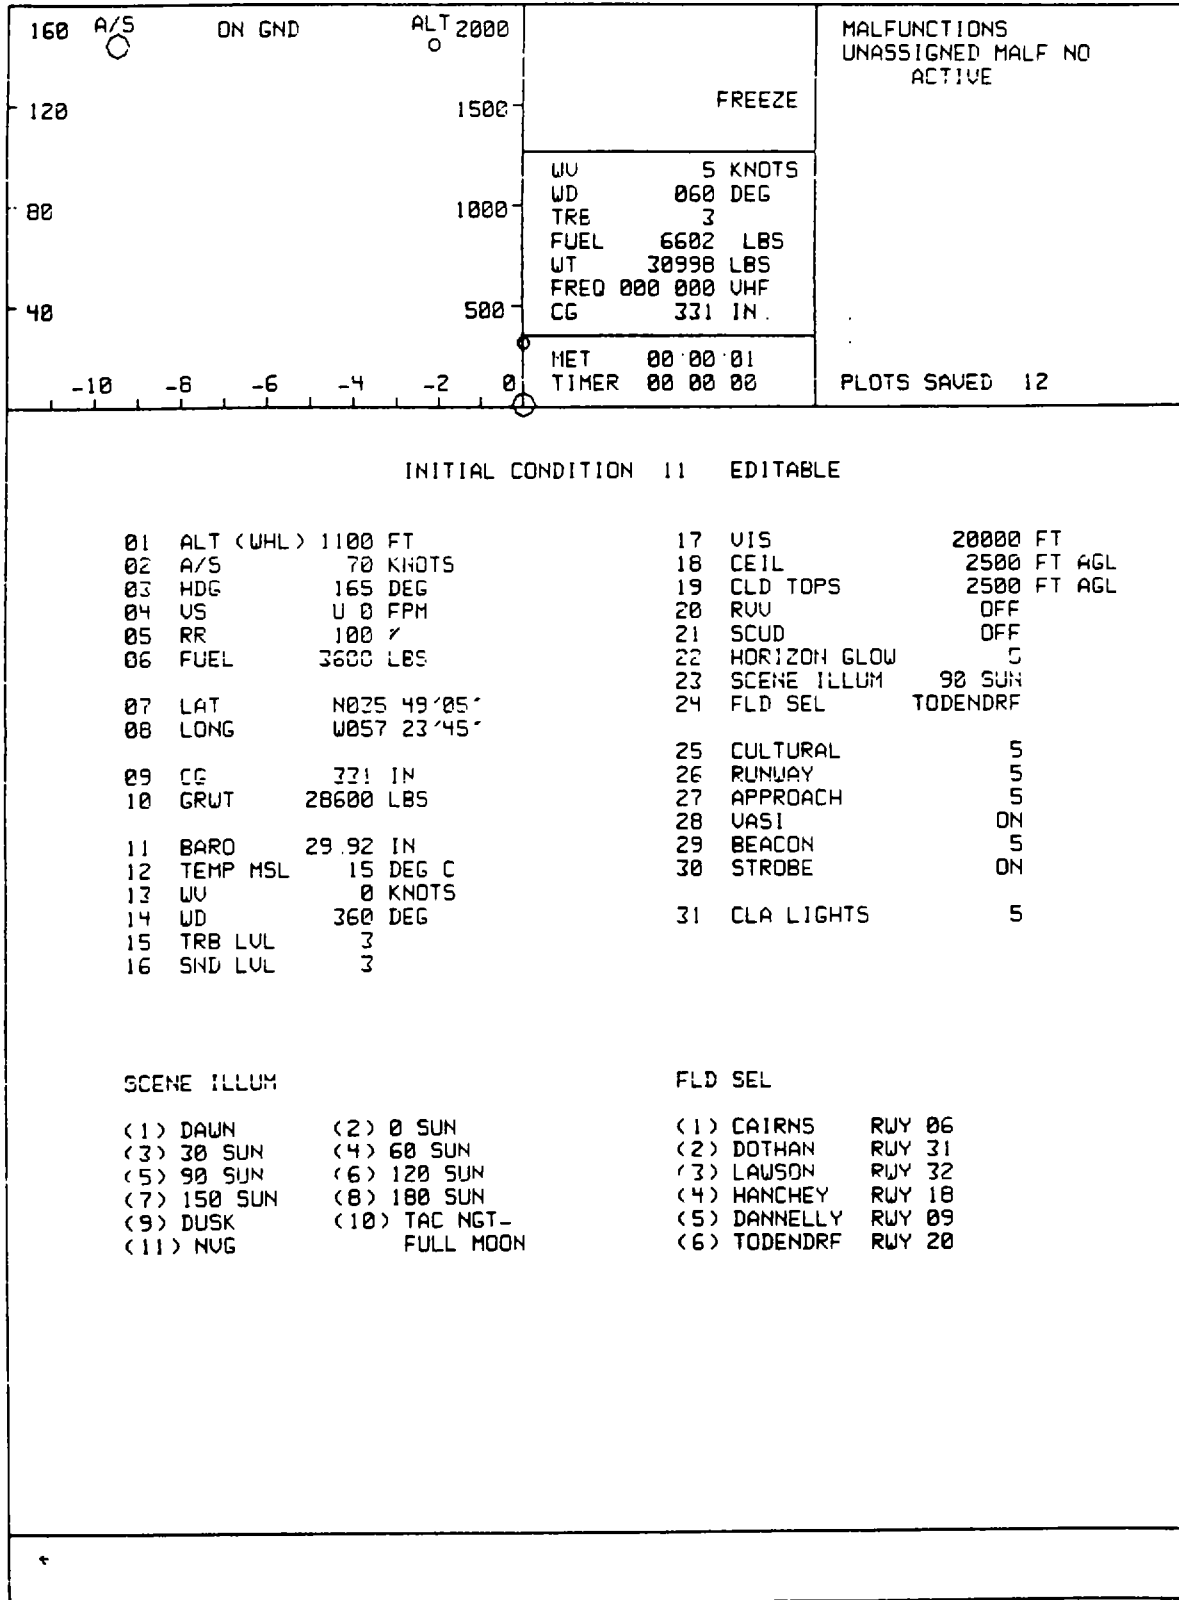 160 A/S ON GND ALT 2000
120 1500
80 1000
40 500
-10 -8 -6 -4 -2 0
FREEZE
WV 5 KNOTS
WD 060 DEG
TRB 3
FUEL 6602 LBS
WT 30998 LBS
FREQ 000 000 VHF
CG 331 IN.
MET 00:00:01
TIMER 00 00 00
MALFUNCTIONS
UNASSIGNED MALF NO
ACTIVE
PLOTS SAVED 12
INITIAL CONDITION 11 EDITABLE
01 ALT (WHL) 1100 FT
02 A/S 70 KNOTS
03 HDG 165 DEG
04 VS U 0 FPM
05 RR 100 %
06 FUEL 3600 LBS
07 LAT N035 49'05"
08 LONG W057 23'45"
09 CG 331 IN
10 GRWT 28600 LBS
11 BARO 29.92 IN
12 TEMP MSL 15 DEG C
13 WV 0 KNOTS
14 WD 360 DEG
15 TRB LVL 3
16 SND LVL 3
17 VIS 20000 FT
18 CEIL 2500 FT AGL
19 CLD TOPS 2500 FT AGL
20 RVV OFF
21 SCUD OFF
22 HORIZON GLOW 5
23 SCENE ILLUM 90 SUN
24 FLD SEL TODENDRF
25 CULTURAL 5
26 RUNWAY 5
27 APPROACH 5
28 VASI ON
29 BEACON 5
30 STROBE ON
31 CLA LIGHTS 5
SCENE ILLUM
(1) DAWN (2) 0 SUN
(3) 30 SUN (4) 60 SUN
(5) 90 SUN (6) 120 SUN
(7) 150 SUN (8) 180 SUN
(9) DUSK (10) TAC NGT-
(11) NVG FULL MOON
FLD SEL
(1) CAIRNS RWY 06
(2) DOTHAN RWY 31
(3) LAWSON RWY 32
(4) HANCHEY RWY 18
(5) DANNELLY RWY 09
(6) TODENDRF RWY 20